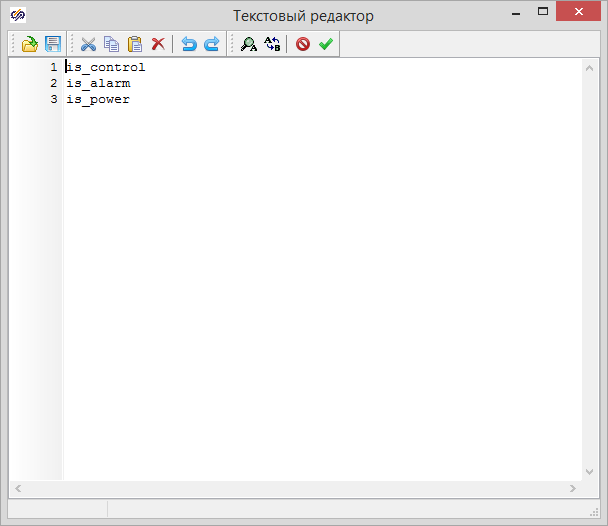 Текстовый редактор
1 is_control
2 is_alarm
3 is_power